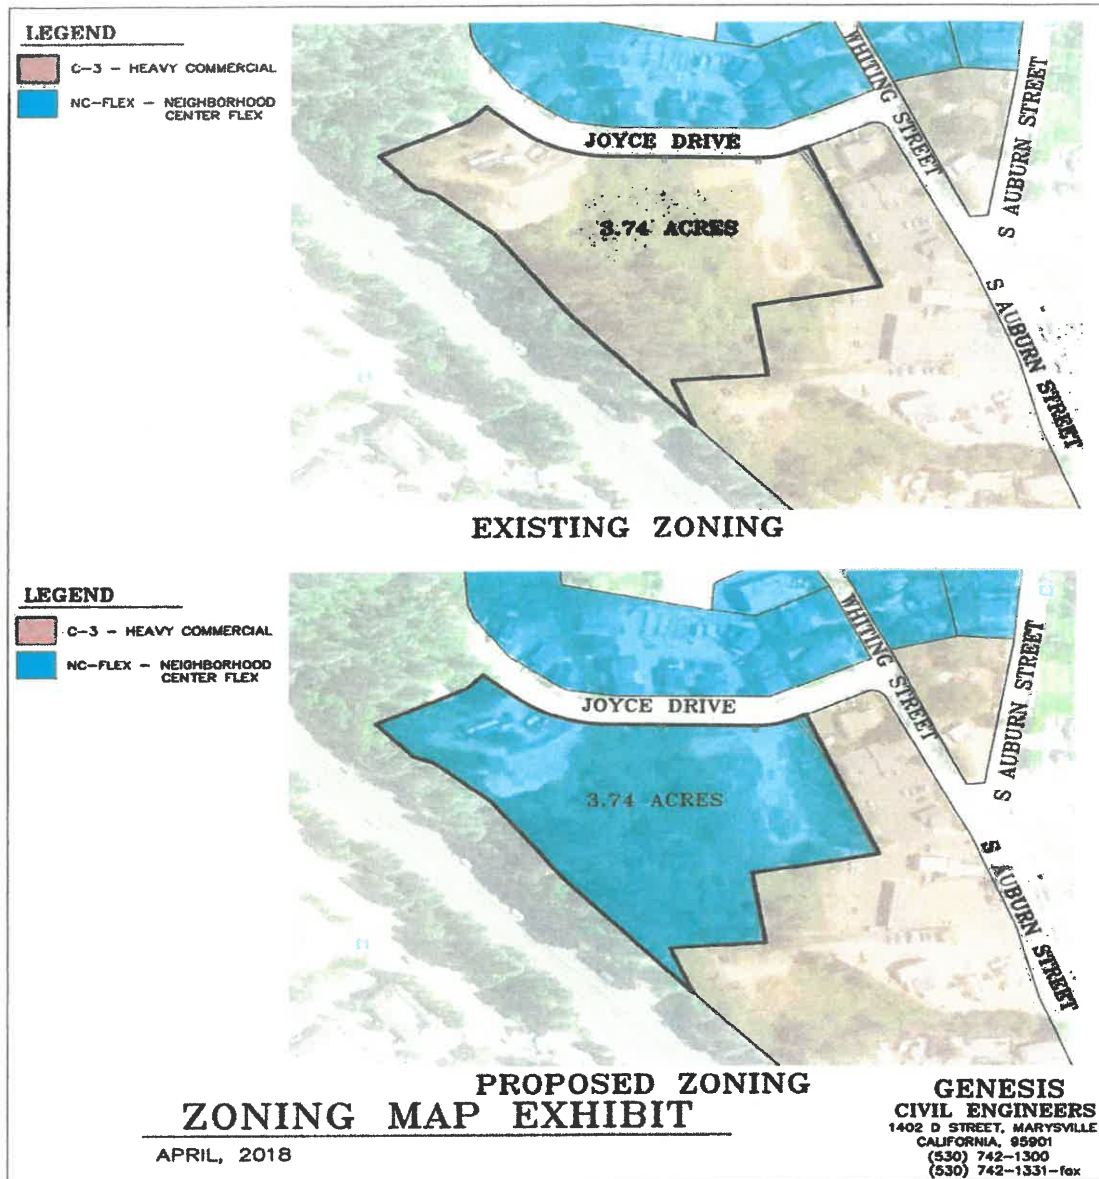 LEGEND
C-3 - HEAVY COMMERCIAL
NC-FLEX - NEIGHBORHOOD
CENTER FLEX
WHITING STREET
S AUBURN STREET
JOYCE DRIVE
3.74 ACRES
S AUBURN STREET
EXISTING ZONING
LEGEND
C-3 - HEAVY COMMERCIAL
NC-FLEX - NEIGHBORHOOD
CENTER FLEX
WHITING STREET
S AUBURN STREET
JOYCE DRIVE
3.74 ACRES
S AUBURN STREET
PROPOSED ZONING
ZONING MAP EXHIBIT
APRIL, 2018
GENESIS
CIVIL ENGINEERS
1402 D STREET, MARYSVILLE
CALIFORNIA, 95901
(530) 742-1300
(530) 742-1331-fax